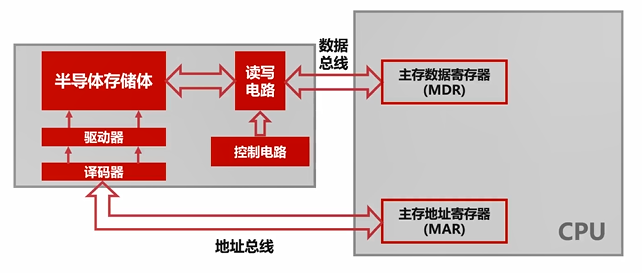 数据
总线
半导体存储体
读写
电路
主存数据寄存器
(MDR)
驱动器
控制电路
译码器
主存地址寄存器
(MAR)
地址总线
CPU